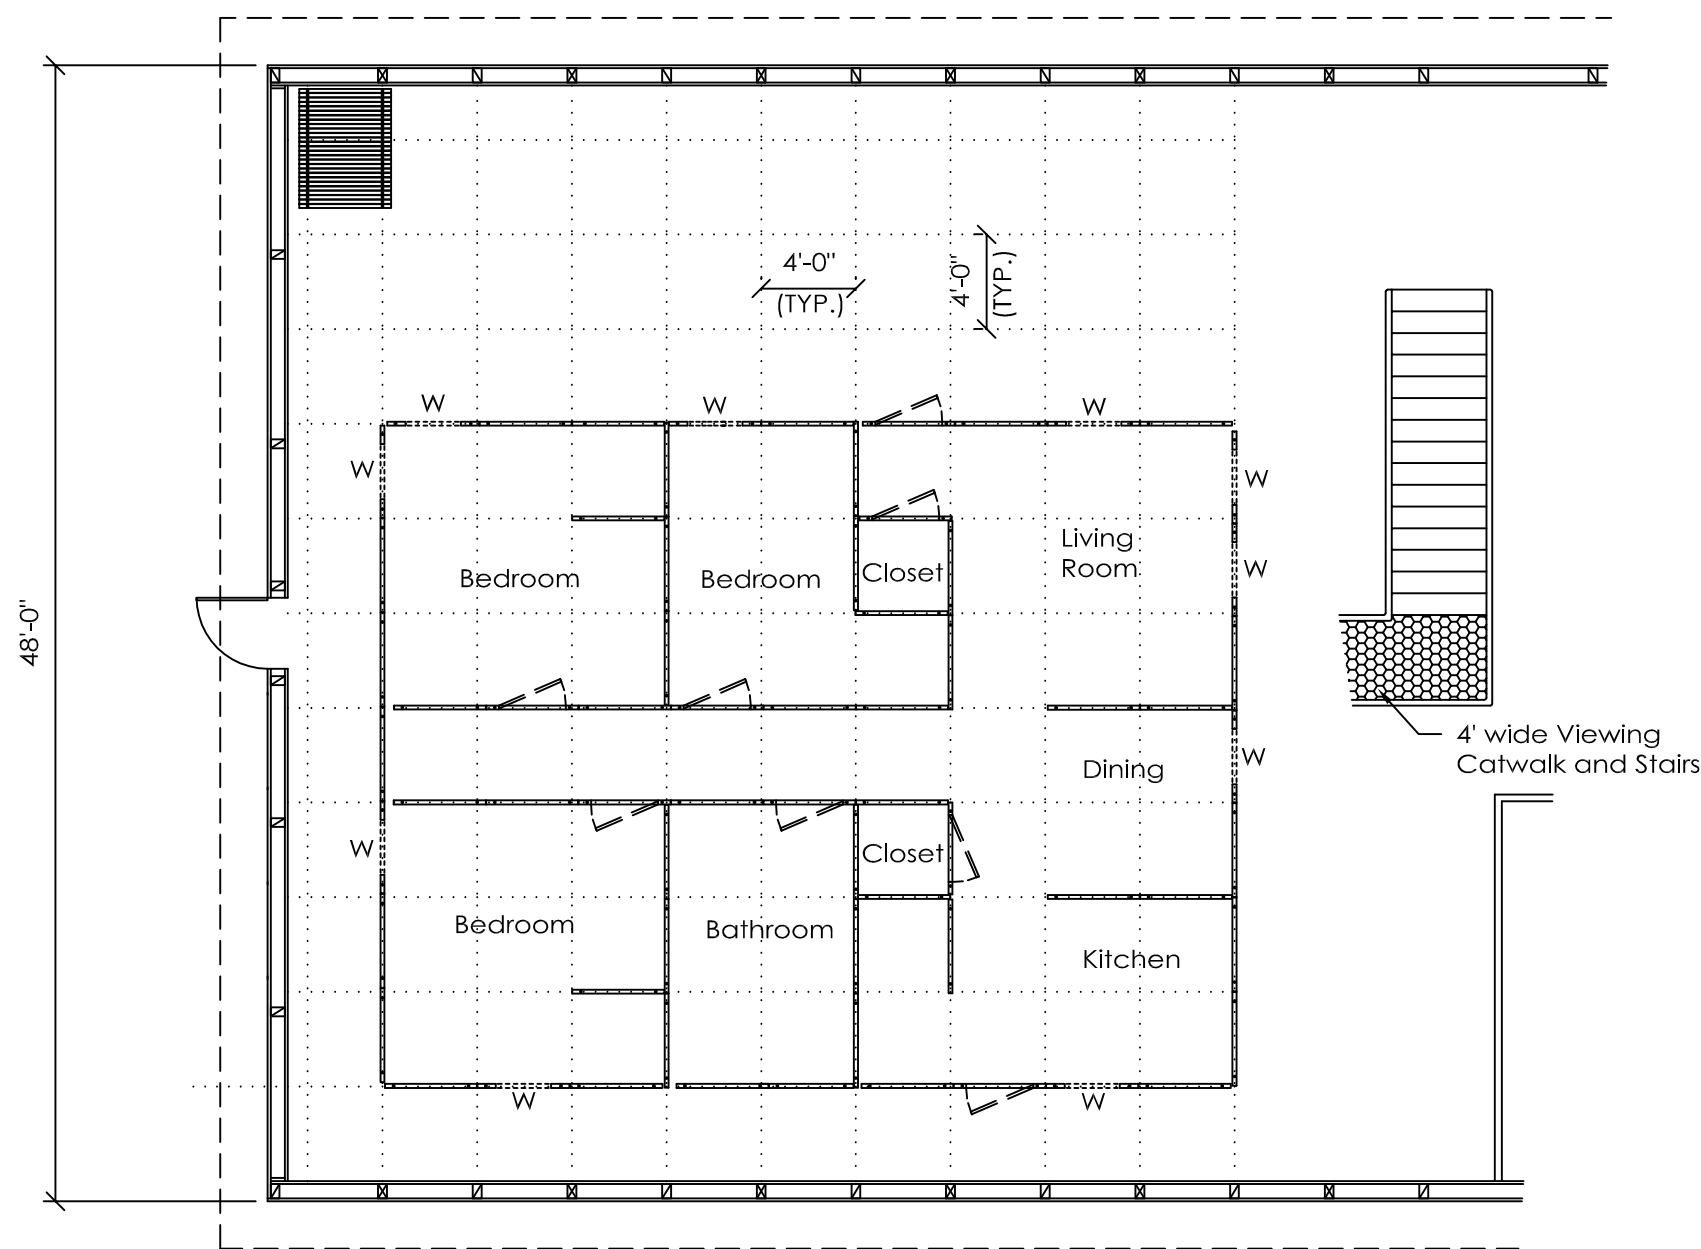 4'-0"
(TYP.)
4'-0"
(TYP.)
W
W
W
W
W
Living
Room
Closet
Bedroom
Bedroom
W
48'-0"
4' wide Viewing
Catwalk and Stairs
W
Dining
W
Closet
Bedroom
Bathroom
Kitchen
W
W